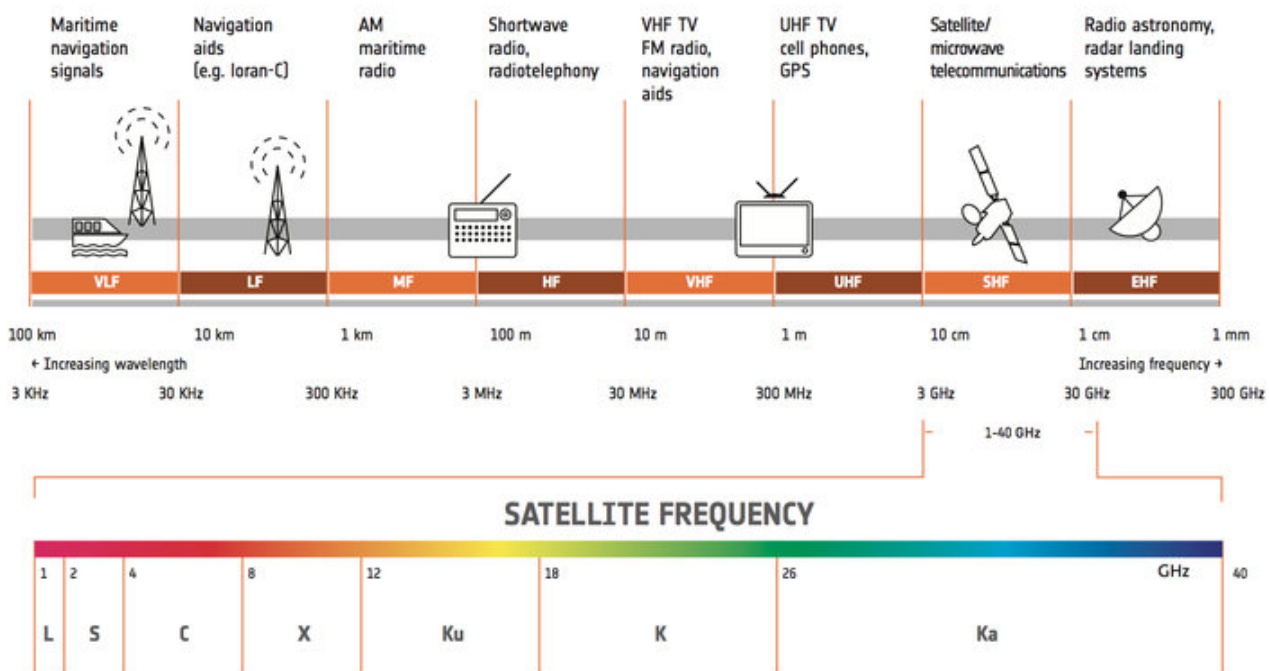 Maritime
navigation
signals
Navigation
aids
(e.g. loran-C)
AM
maritime
radio
Shortwave
radio,
radiotelephony
VHF TV
FM radio,
navigation
aids
UHF TV
cell phones,
GPS
Satellite/
microwave
telecommunications
Radio astronomy,
radar landing
systems
VLF LF MF HF VHF UHF SHF EHF
100 km 10 km 1 km 100 m 10 m 1 m 10 cm 1 cm 1 mm
← Increasing wavelength Increasing frequency →
3 KHz 30 KHz 300 KHz 3 MHz 30 MHz 300 MHz 3 GHz 30 GHz 300 GHz
1-40 GHz
SATELLITE FREQUENCY
1 2 4 8 12 18 26 GHz 40
L S C X Ku K Ka